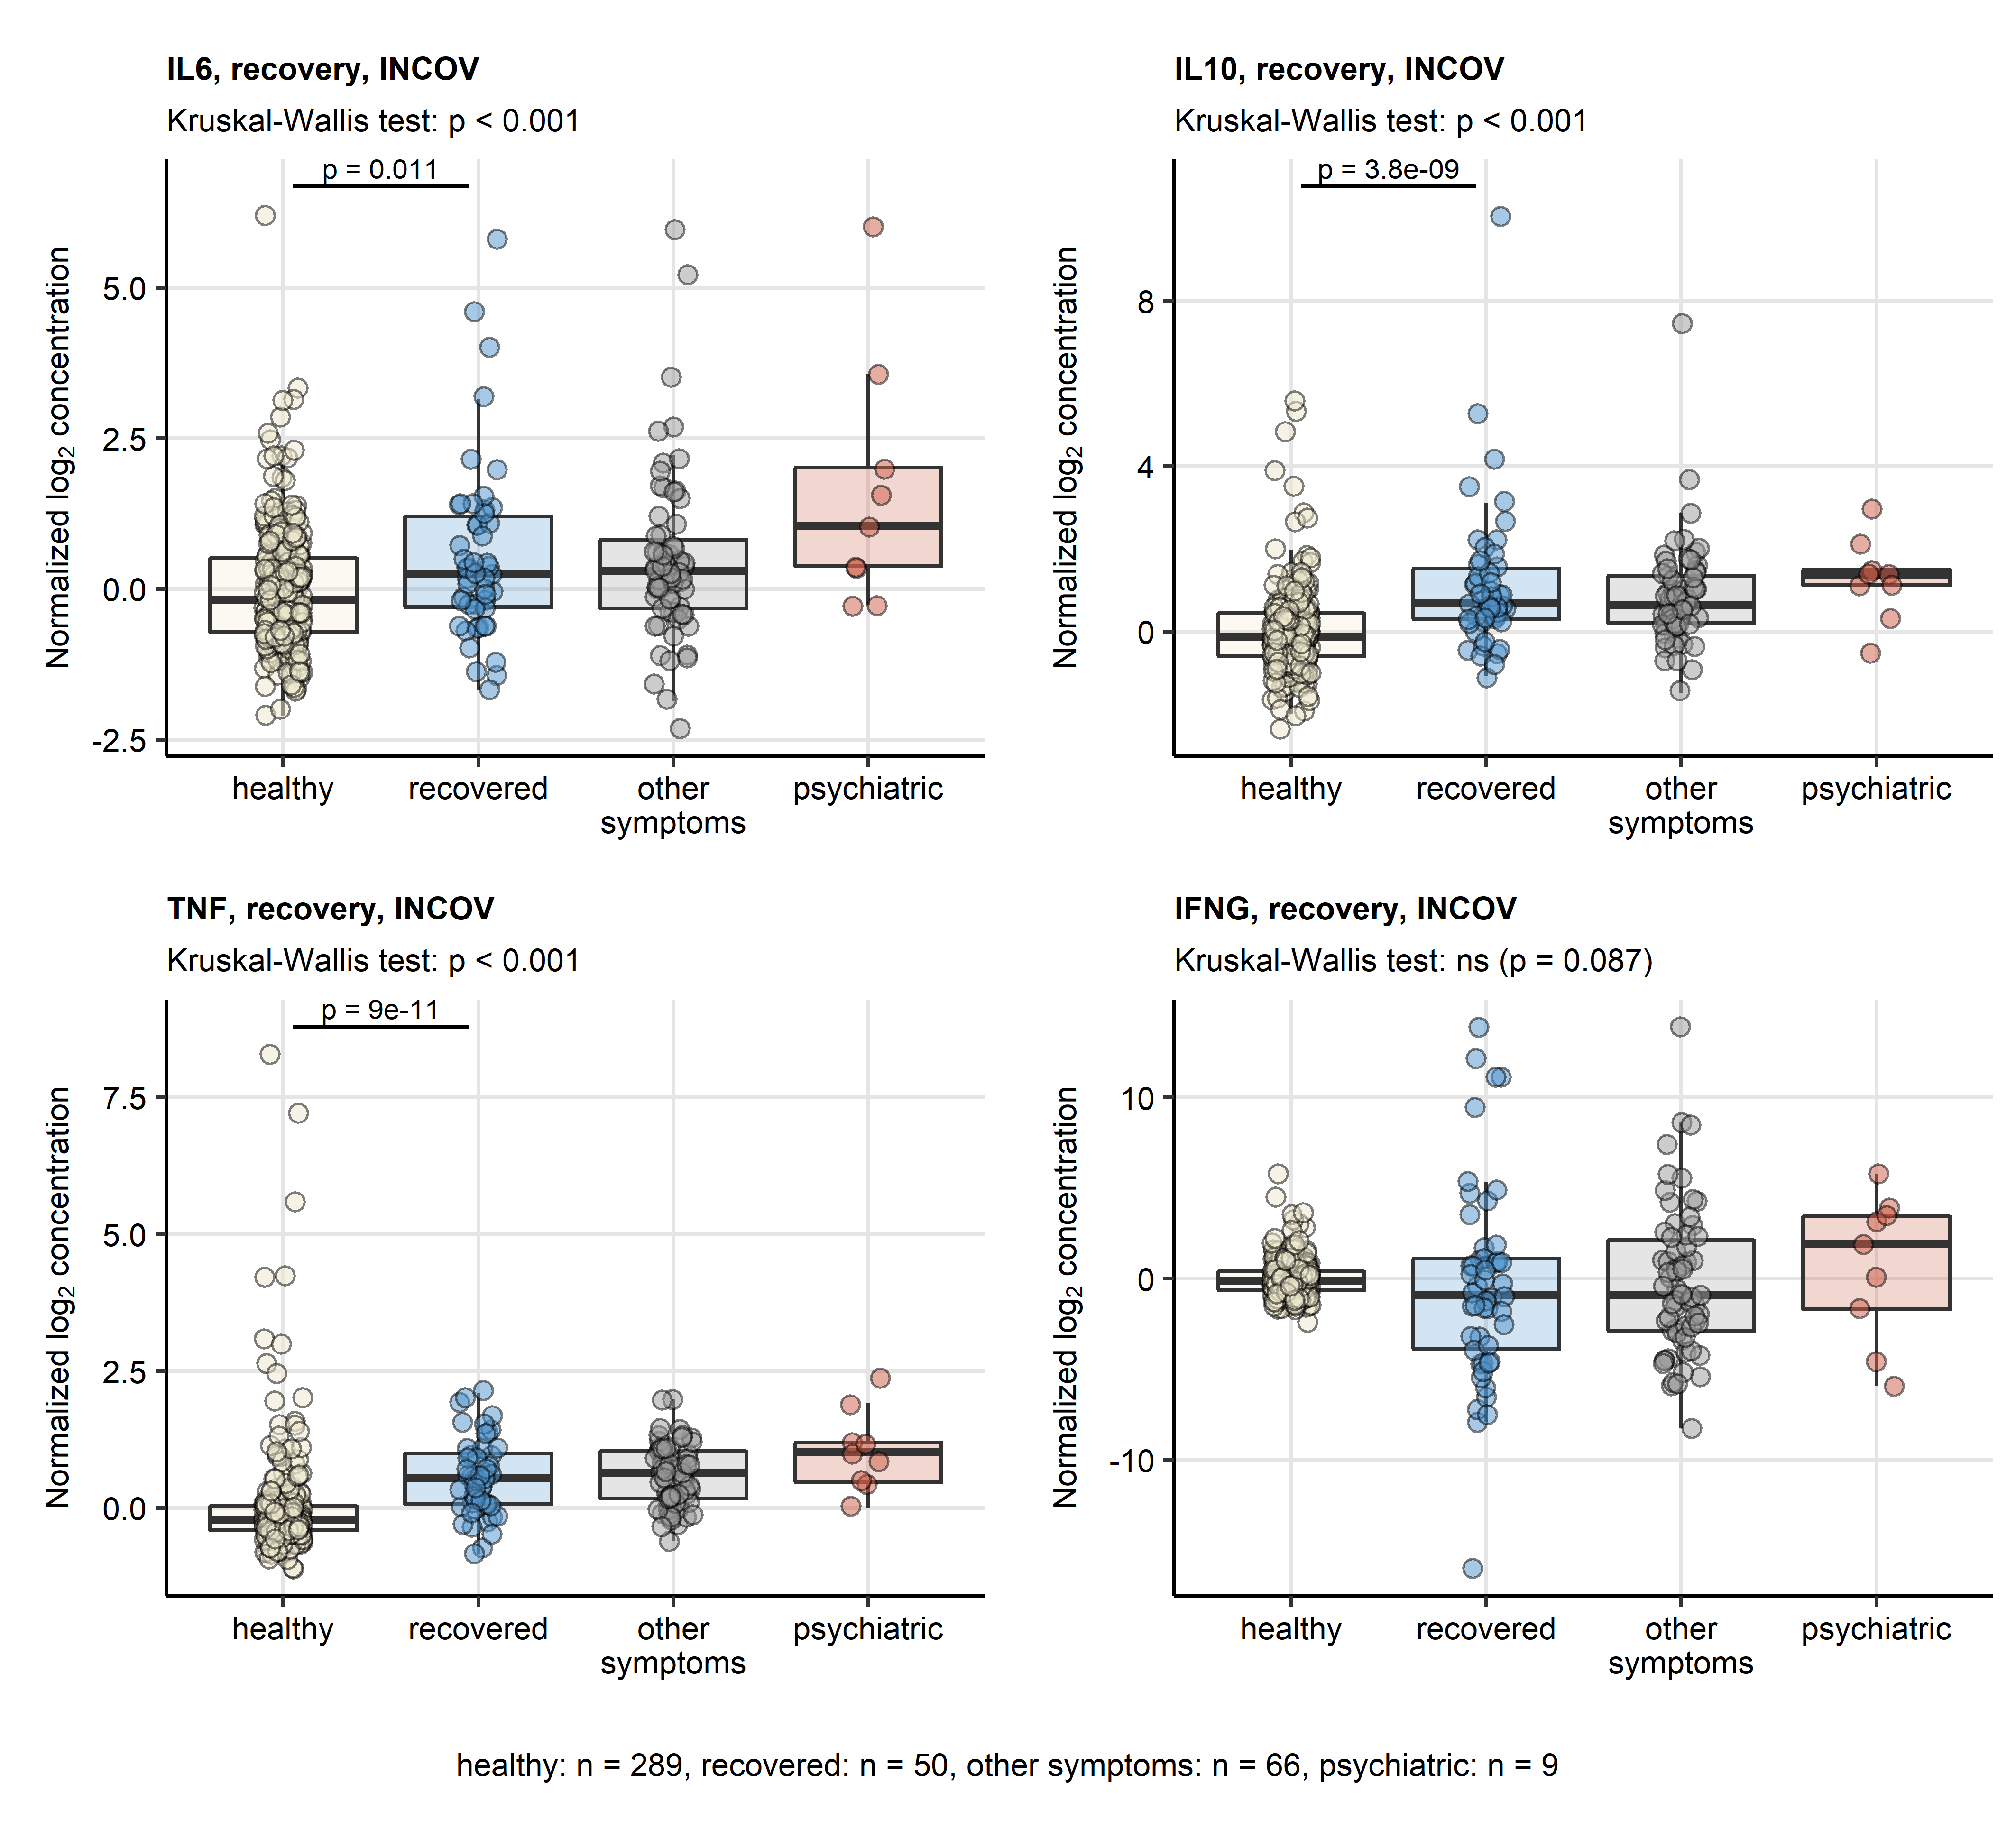 IL6, recovery, INCOV
Kruskal-Wallis test: p < 0.001
p = 0.011
Normalized log₂ concentration
5.0
2.5
0.0
-2.5
healthy
recovered
other
symptoms
psychiatric
IL10, recovery, INCOV
Kruskal-Wallis test: p < 0.001
p = 3.8e-09
Normalized log₂ concentration
8
4
0
healthy
recovered
other
symptoms
psychiatric
TNF, recovery, INCOV
Kruskal-Wallis test: p < 0.001
p = 9e-11
Normalized log₂ concentration
7.5
5.0
2.5
0.0
healthy
recovered
other
symptoms
psychiatric
IFNG, recovery, INCOV
Kruskal-Wallis test: ns (p = 0.087)
Normalized log₂ concentration
10
0
-10
healthy
recovered
other
symptoms
psychiatric
healthy: n = 289, recovered: n = 50, other symptoms: n = 66, psychiatric: n = 9